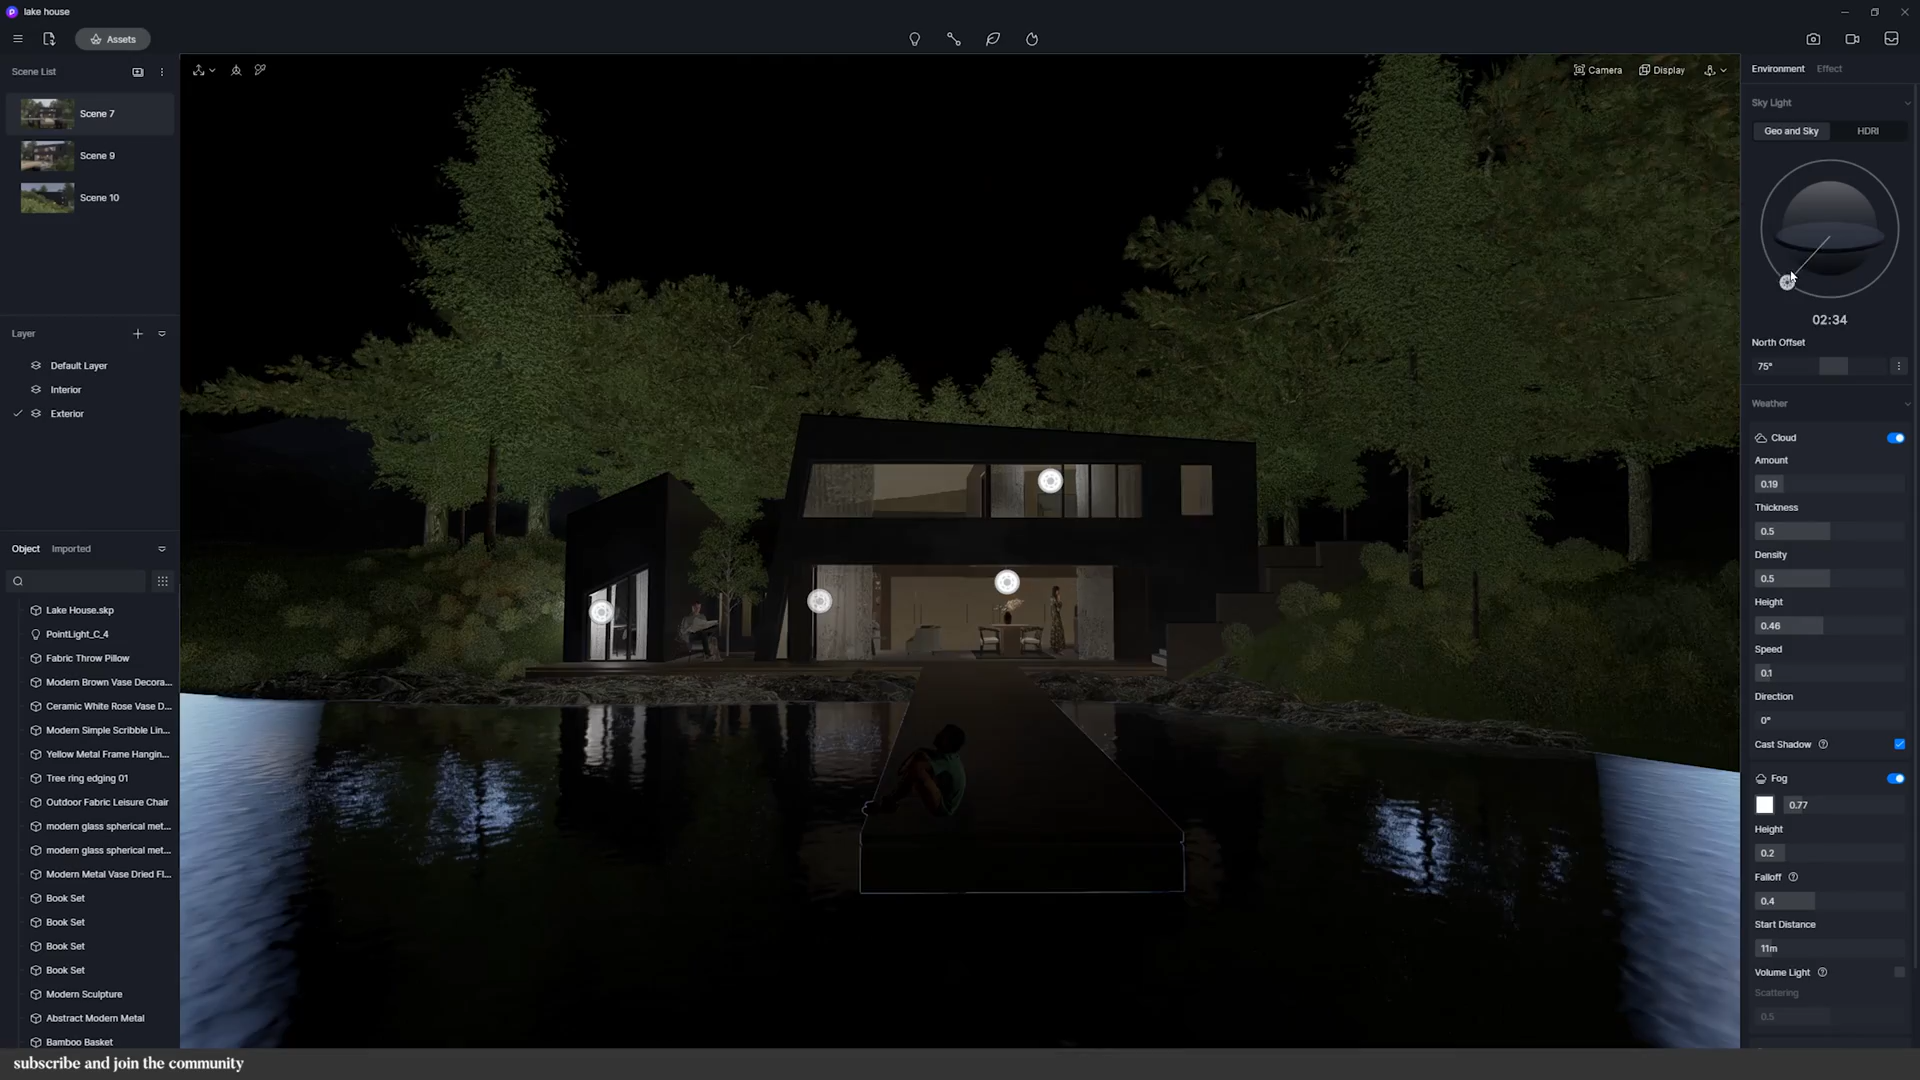 lake house
Assets
Scene List
Scene 7
Scene 9
Scene 10
Layer
Default Layer
Interior
Exterior
Object Imported
Lake House.skp
PointLight_C_4
Fabric Throw Pillow
Modern Brown Vase Decora...
Ceramic White Rose Vase D...
Modern Simple Scribble Lin...
Yellow Metal Frame Hangin...
Tree ring edging 01
Outdoor Fabric Leisure Chair
modern glass spherical met...
modern glass spherical met...
Modern Metal Vase Dried Fl...
Book Set
Book Set
Book Set
Book Set
Modern Sculpture
Abstract Modern Metal
Bamboo Basket
Camera Display
Environment Effect
Sky Light
Geo and Sky HDRI
02:34
North Offset
75°
Weather
Cloud
Amount
0.19
Thickness
0.5
Density
0.5
Height
0.46
Speed
0.1
Direction
0°
Cast Shadow
Fog
0.77
Height
0.2
Falloff
0.4
Start Distance
11m
Volume Light
Scattering
0.5
subscribe and join the community